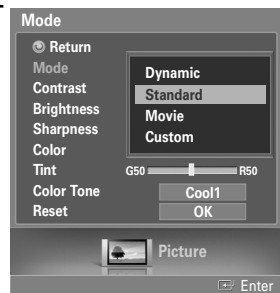 Mode
Return
Mode
Dynamic
Contrast
Standard
Brightness
Movie
Sharpness
Custom
Color
Tint G50 R50
Color Tone Cool1
Reset OK
Picture
Enter